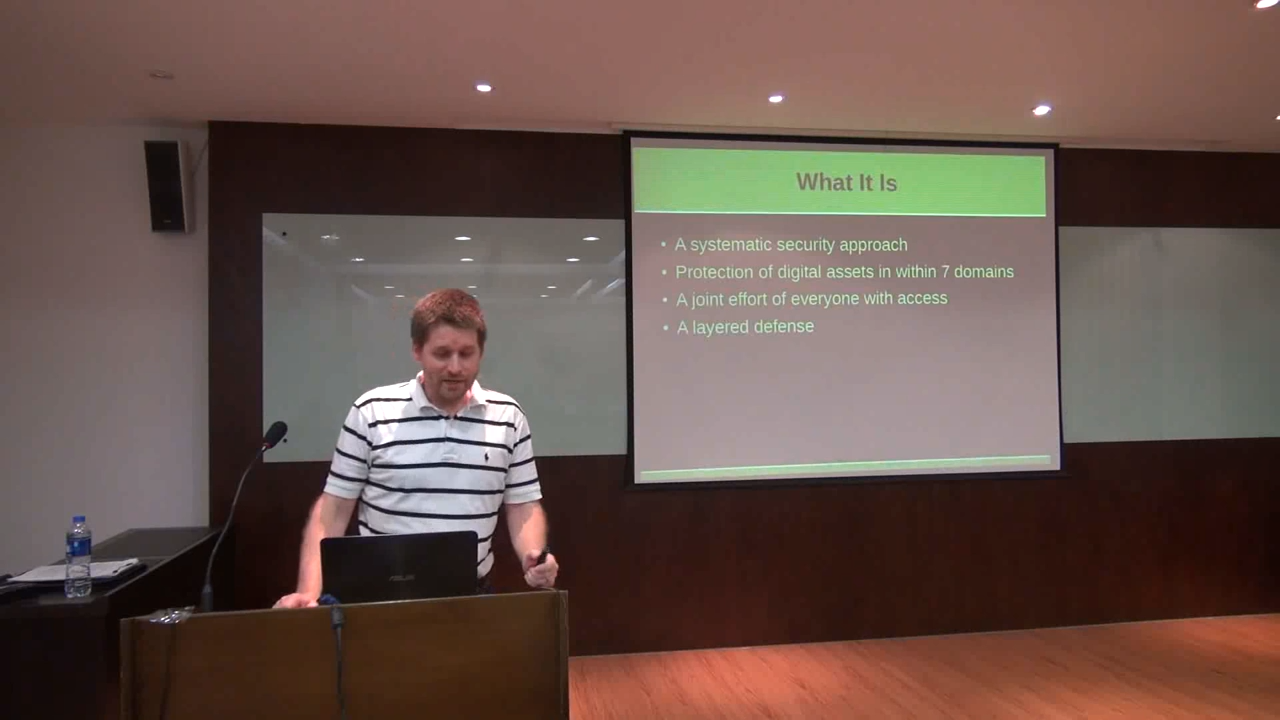 What It Is
• A systematic security approach
• Protection of digital assets in within 7 domains
• A joint effort of everyone with access
• A layered defense
ASUS